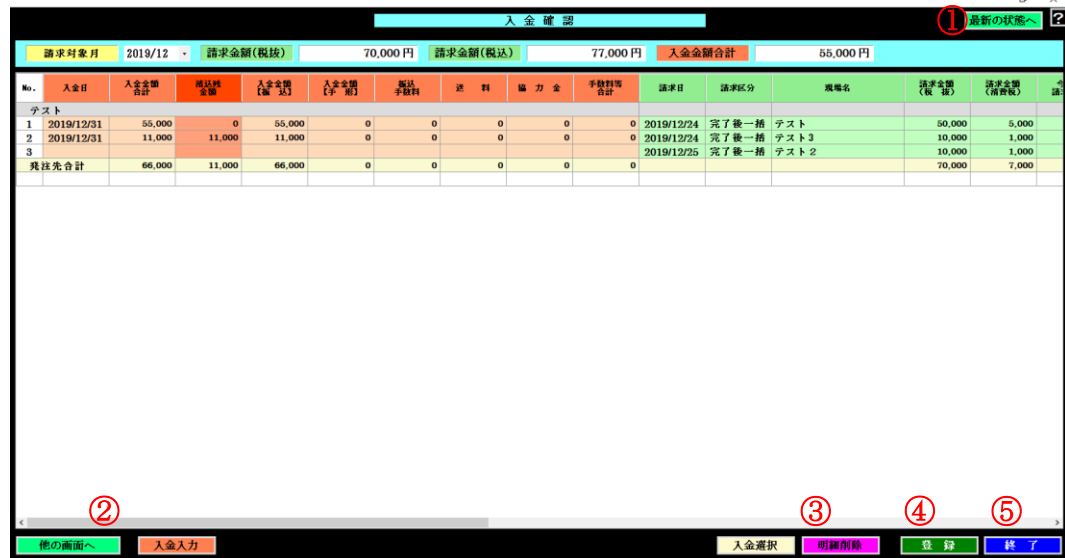 入金確認
① 最新の状態へ ?
請求対象月 2019/12 請求金額(税抜) 70,000円 請求金額(税込) 77,000円 入金金額合計 55,000円
No. 入金日 入金金額合計 消込残金額 入金金額【振 込】 入金金額【手 形】 振込手数料 送 料 協 力 金 手数料等合計 請求日 請求区分 現場名 請求金額(税 抜) 請求金額(消費税)
テスト
1 2019/12/31 55,000 0 55,000 0 0 0 0 0 2019/12/24 完了後一括 テスト 50,000 5,000
2 2019/12/31 11,000 11,000 11,000 0 0 0 0 0 2019/12/24 完了後一括 テスト3 10,000 1,000
3 2019/12/25 完了後一括 テスト2 10,000 1,000
発注先合計 66,000 11,000 66,000 0 0 0 0 0 70,000 7,000
② ③ ④ ⑤
他の画面へ 入金入力 入金選択 明細削除 登 録 終 了